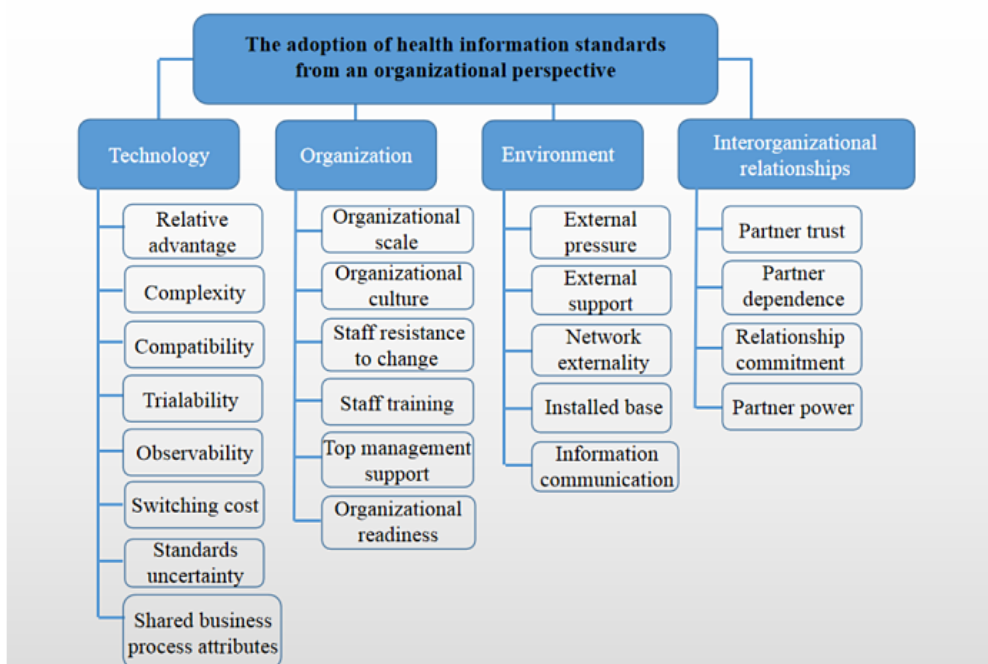 The adoption of health information standards
from an organizational perspective
Technology
Relative
advantage
Complexity
Compatibility
Trialability
Observability
Switching cost
Standards
uncertainty
Shared business
process attributes
Organization
Organizational
scale
Organizational
culture
Staff resistance
to change
Staff training
Top management
support
Organizational
readiness
Environment
External
pressure
External
support
Network
externality
Installed base
Information
communication
Interorganizational
relationships
Partner trust
Partner
dependence
Relationship
commitment
Partner power